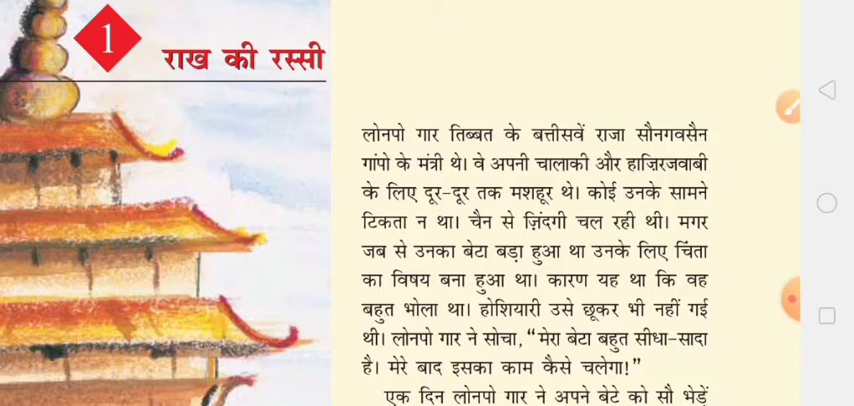 1
राख की रस्सी
लोनपो गार तिब्बत के बत्तीसवें राजा सौनगवसैन
गांपो के मंत्री थे। वे अपनी चालाकी और हाज़िरजवाबी
के लिए दूर-दूर तक मशहूर थे। कोई उनके सामने
टिकता न था। चैन से ज़िंदगी चल रही थी। मगर
जब से उनका बेटा बड़ा हुआ था उनके लिए चिंता
का विषय बना हुआ था। कारण यह था कि वह
बहुत भोला था। होशियारी उसे छूकर भी नहीं गई
थी। लोनपो गार ने सोचा, “मेरा बेटा बहुत सीधा-सादा
है। मेरे बाद इसका काम कैसे चलेगा!”
एक दिन लोनपो गार ने अपने बेटे को सौ भेड़ें